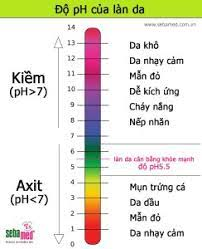 Độ pH của làn da
www.sebamed.com.vn
14
13
12
11
10
9
8
7
6
5
4
3
2
1
0
Kiềm
(pH>7)
Da khô
Da nhạy cảm
Mẩn đỏ
Dễ kích ứng
Cháy nắng
Nếp nhăn
làn da cân bằng khỏe mạnh
độ pH5.5
Axit
(pH<7)
Mụn trứng cá
Da dầu
Mẩn đỏ
Da nhạy cảm
sebamed